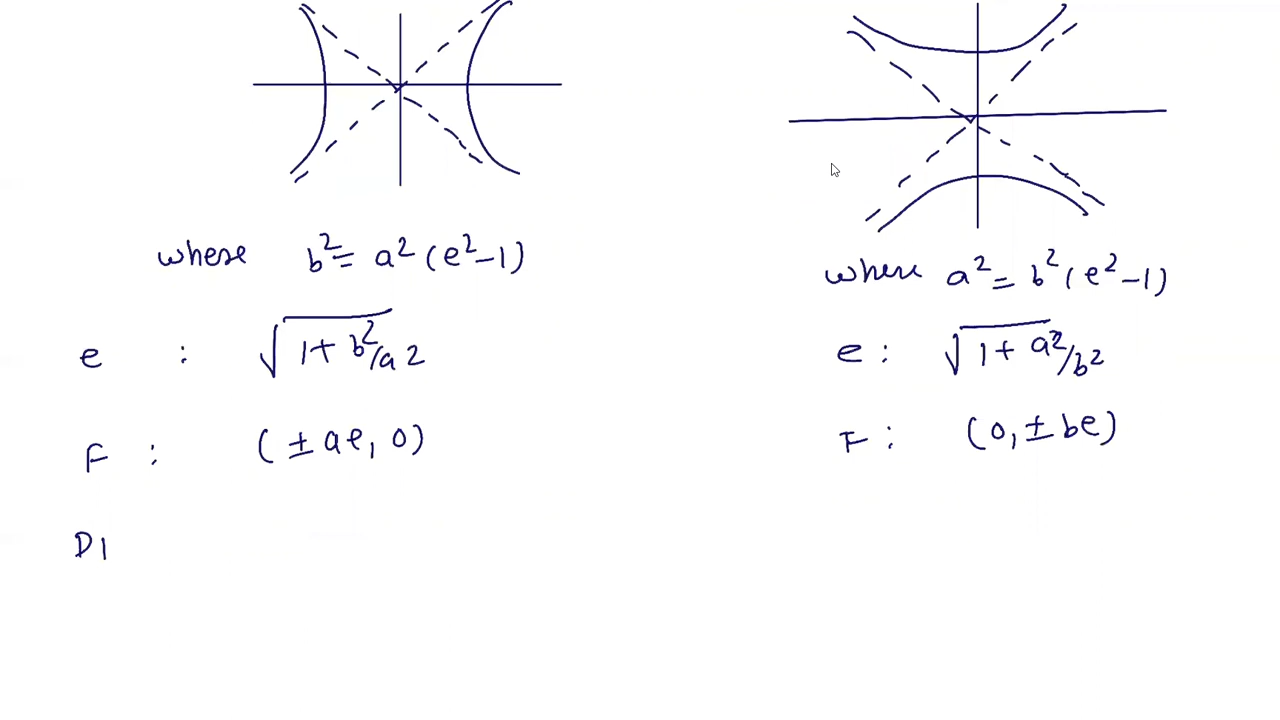 where b² = a² (e² - 1)
where a² = b² (e² - 1)
e : √1 + b²/a2
e : √1 + a²/b²
F : (± ae, 0)
F : (0, ± be)
DI